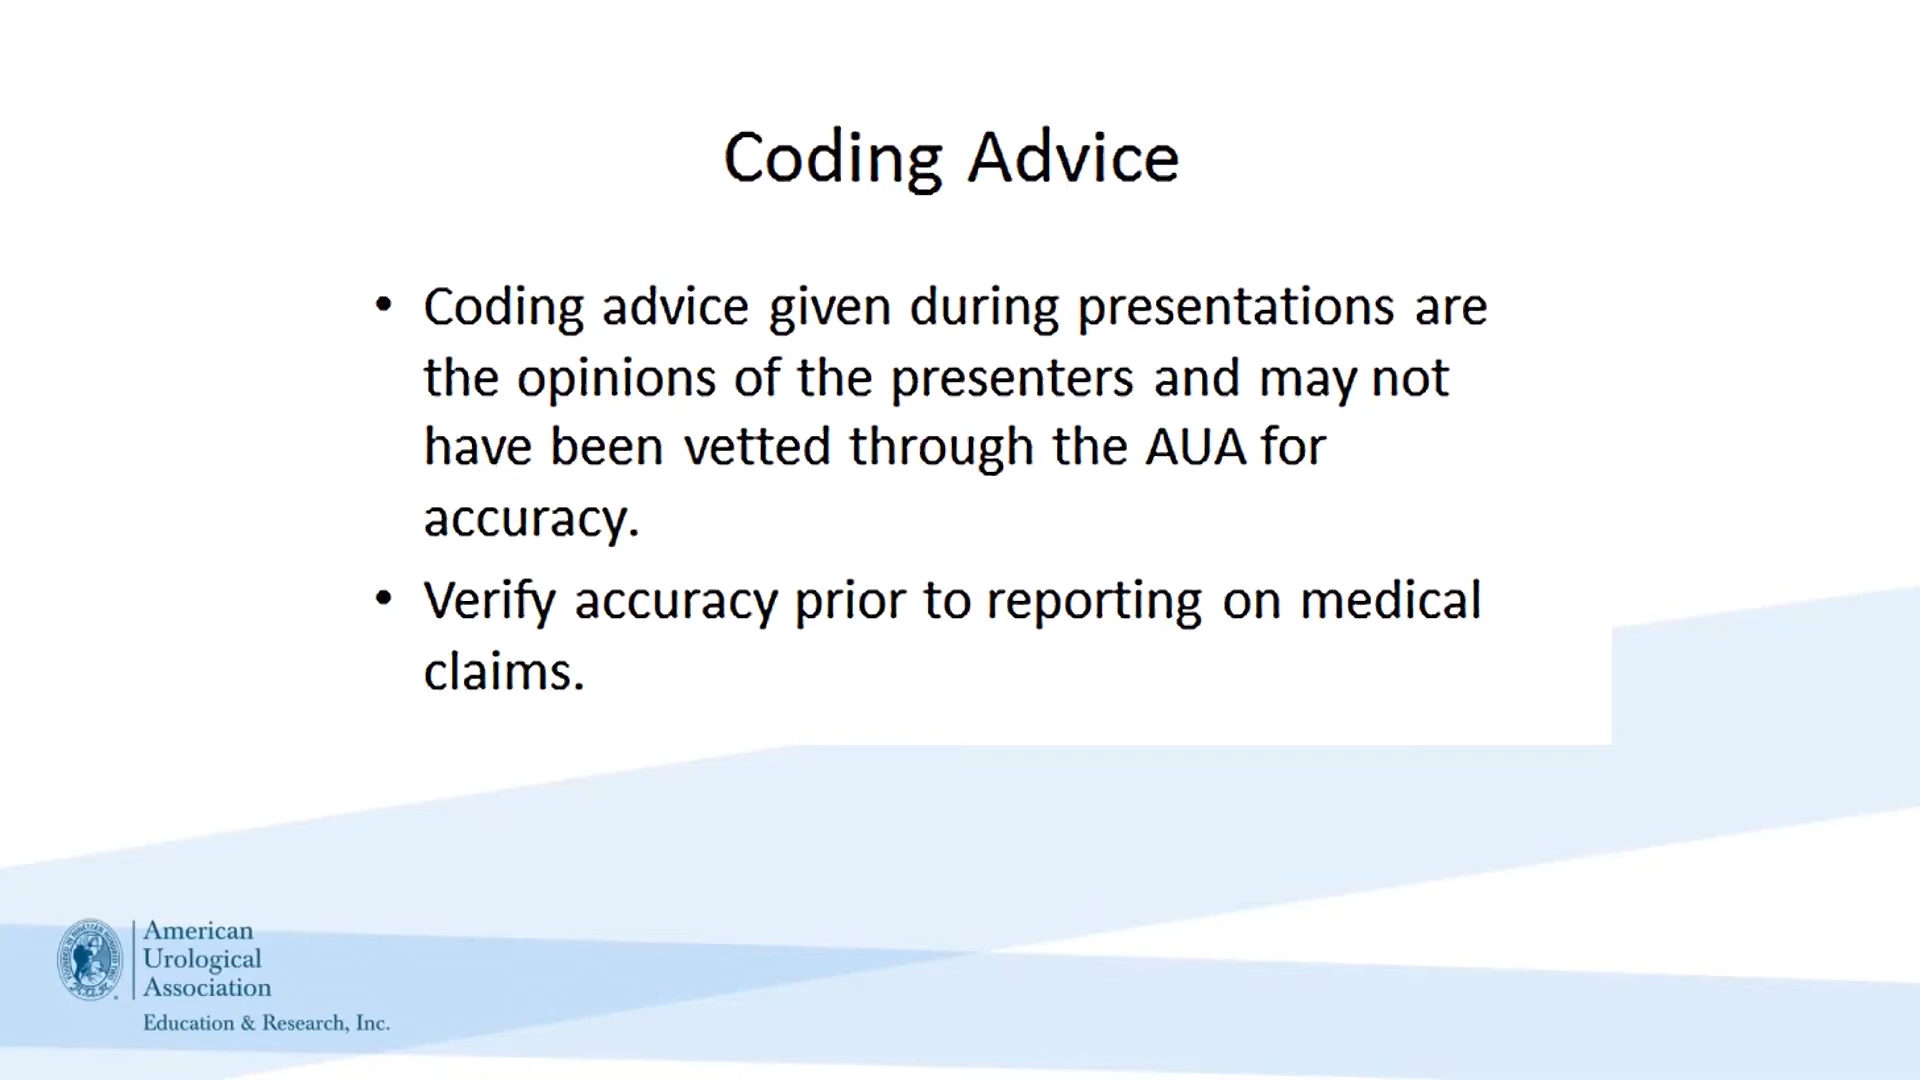 Coding Advice
• Coding advice given during presentations are
the opinions of the presenters and may not
have been vetted through the AUA for
accuracy.
• Verify accuracy prior to reporting on medical
claims.
American
Urological
Association
Education & Research, Inc.